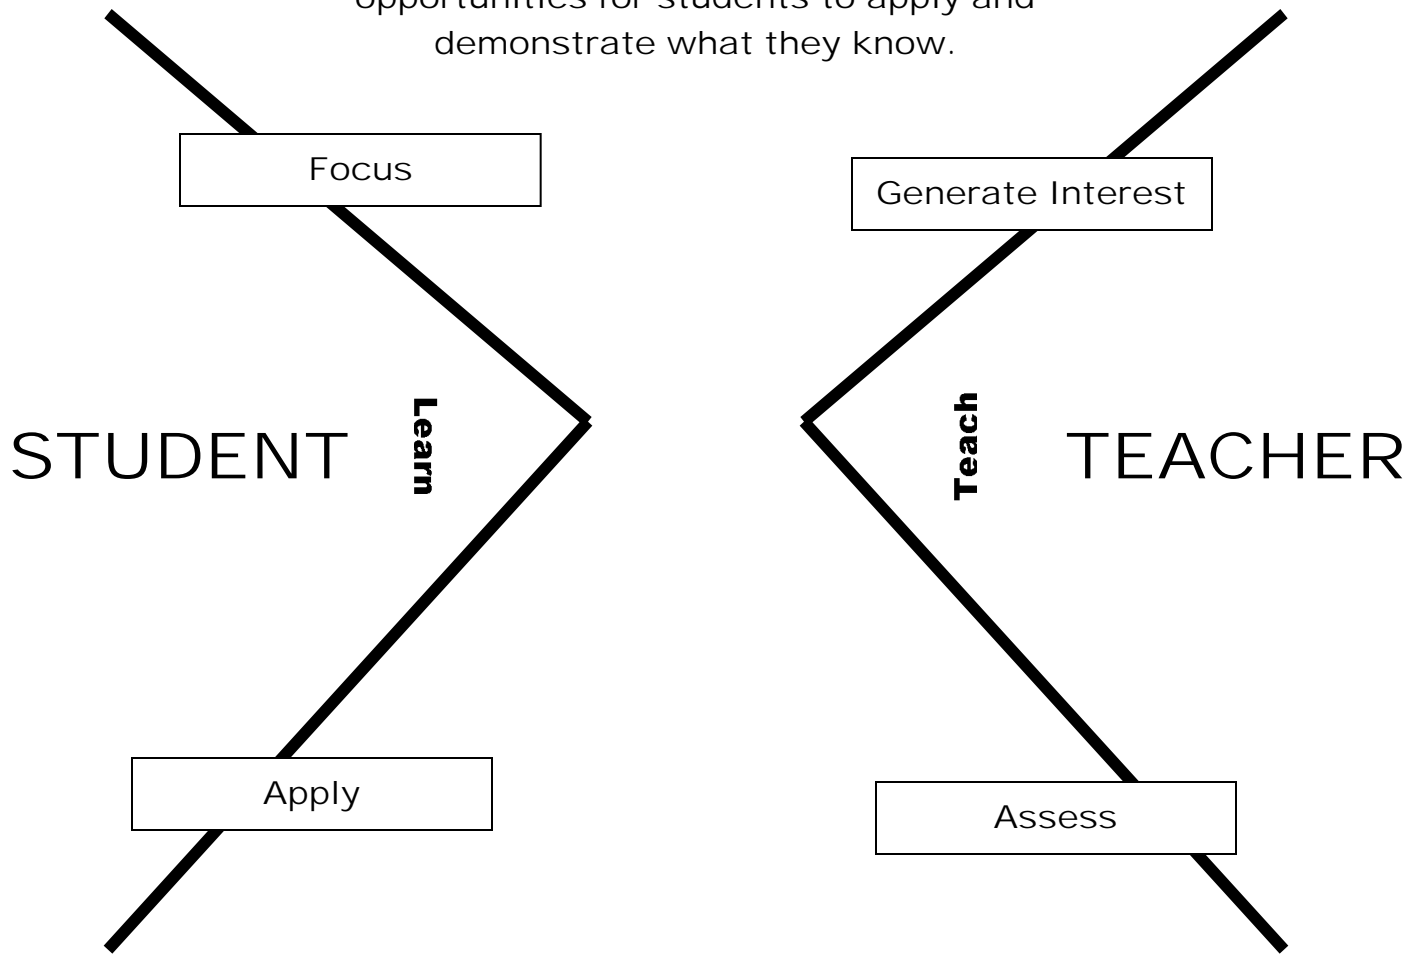 opportunities for students to apply and
demonstrate what they know.
Focus
Generate Interest
Learn
Teach
STUDENT
TEACHER
Apply
Assess